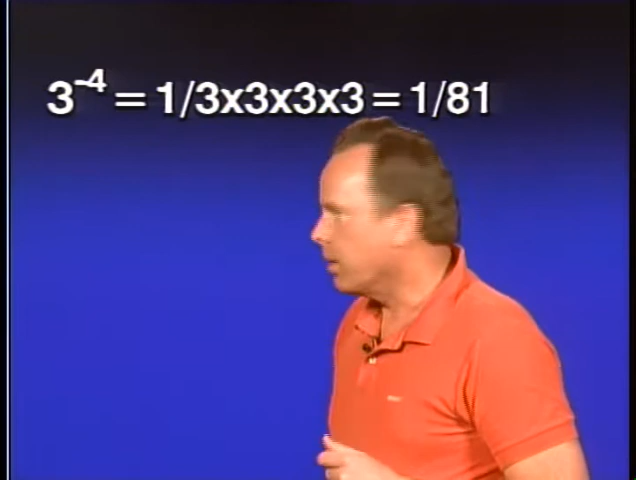 3⁻⁴ = 1/3x3x3x3 = 1/81